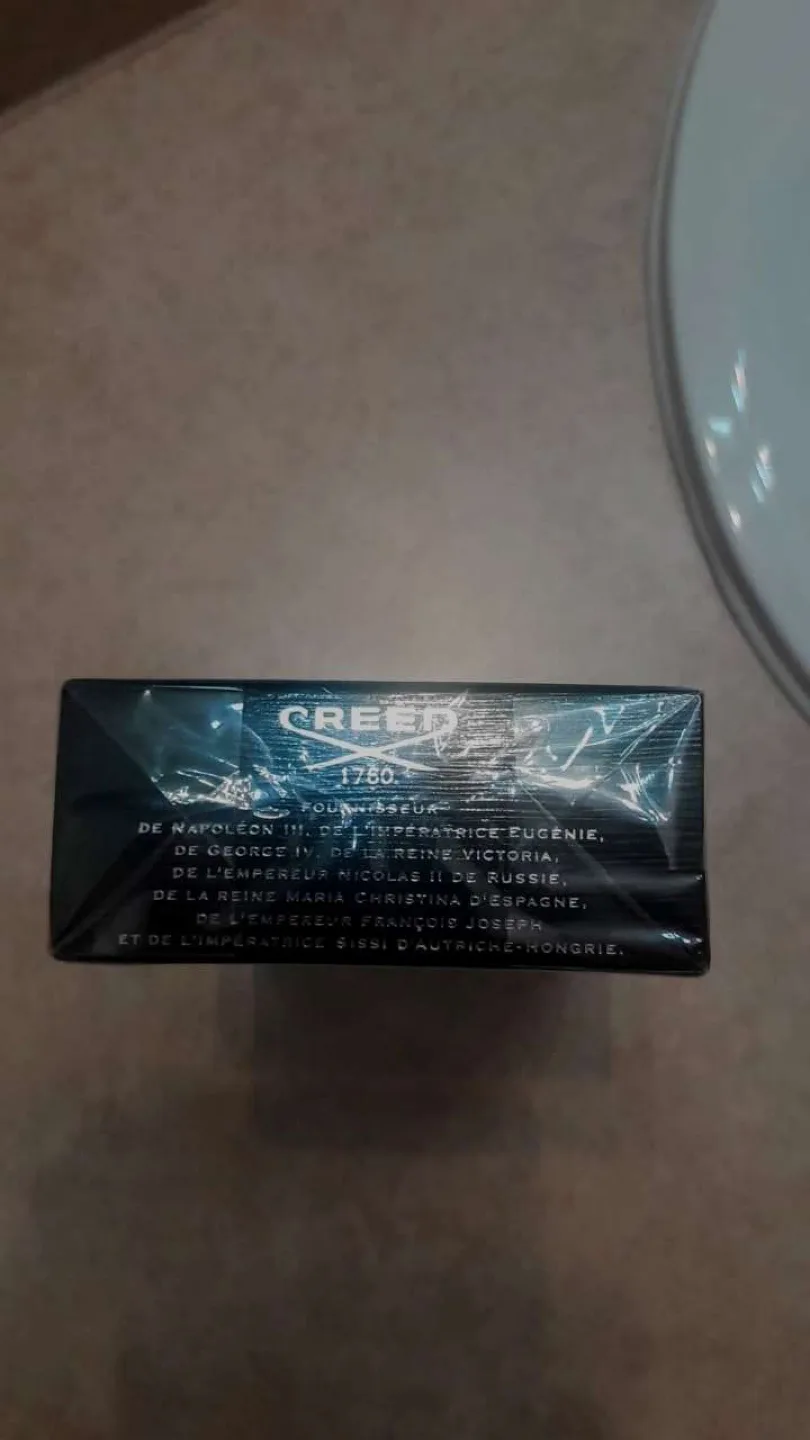 CREED
1760
FOURNISSEUR
DE NAPOLÉON III, DE L'IMPÉRATRICE EUGÉNIE,
DE GEORGE IV, DE LA REINE VICTORIA,
DE L'EMPEREUR NICOLAS II DE RUSSIE,
DE LA REINE MARIA CHRISTINA D'ESPAGNE,
DE L'EMPEREUR FRANÇOIS JOSEPH
ET DE L'IMPÉRATRICE SISSI D'AUTRICHE-HONGRIE.